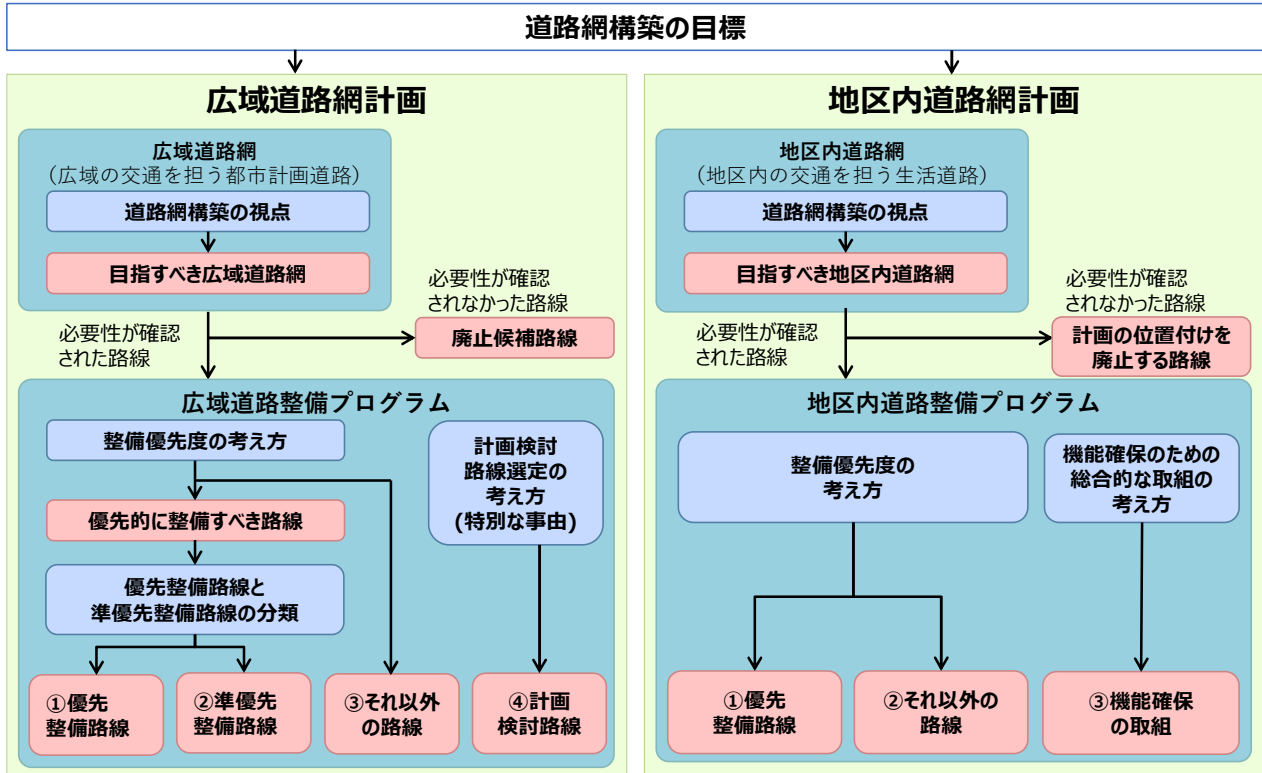 道路網構築の目標
広域道路網計画
広域道路網
（広域の交通を担う都市計画道路）
道路網構築の視点
目指すべき広域道路網
必要性が確認
された路線
必要性が確認
されなかった路線
廃止候補路線
広域道路整備プログラム
整備優先度の考え方
優先的に整備すべき路線
優先整備路線と
準優先整備路線の分類
計画検討
路線選定の
考え方
(特別な事由)
①優先
整備路線
②準優先
整備路線
③それ以外
の路線
④計画
検討路線
地区内道路網計画
地区内道路網
（地区内の交通を担う生活道路）
道路網構築の視点
目指すべき地区内道路網
必要性が確認
された路線
必要性が確認
されなかった路線
計画の位置付けを
廃止する路線
地区内道路整備プログラム
整備優先度の
考え方
機能確保のための
総合的な取組の
考え方
①優先
整備路線
②それ以外の
路線
③機能確保
の取組